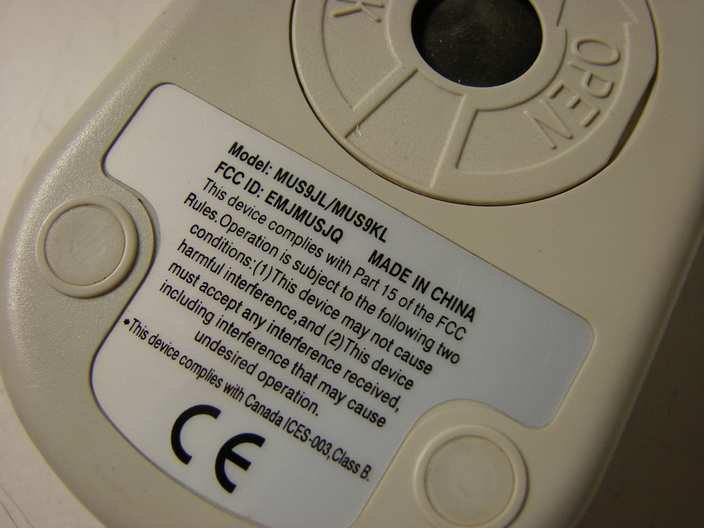 OPEN
Model: MUS9JL/MUS9KL
FCC ID: EMJMUSJQ MADE IN CHINA
This device complies with Part 15 of the FCC
Rules.Operation is subject to the following two
conditions:(1)This device may not cause
harmful interference,and (2)This device
must accept any interference received,
including interference that may cause
undesired operation.
•This device complies with Canada ICES-003,Class B.
CE